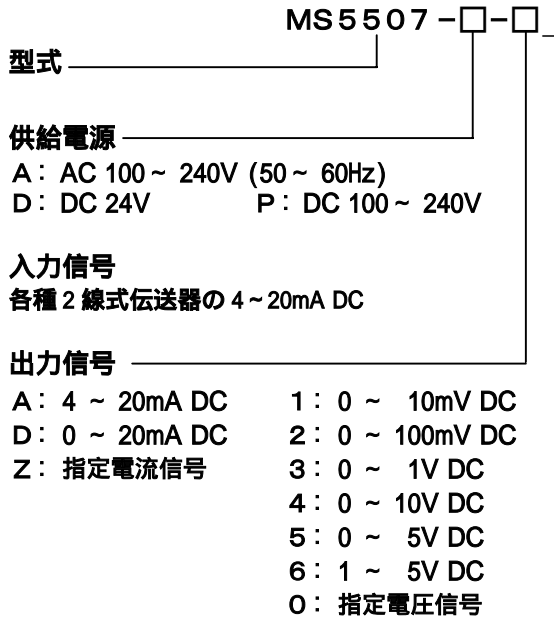 MS5507-□-□
型式
供給電源
A: AC 100~ 240V (50~ 60Hz)
D: DC 24V P: DC 100~ 240V
入力信号
各種2線式伝送器の4~20mA DC
出力信号
A: 4 ~ 20mA DC 1: 0 ~ 10mV DC
D: 0 ~ 20mA DC 2: 0 ~ 100mV DC
Z: 指定電流信号 3: 0 ~ 1V DC
4: 0 ~ 10V DC
5: 0 ~ 5V DC
6: 1 ~ 5V DC
0: 指定電圧信号